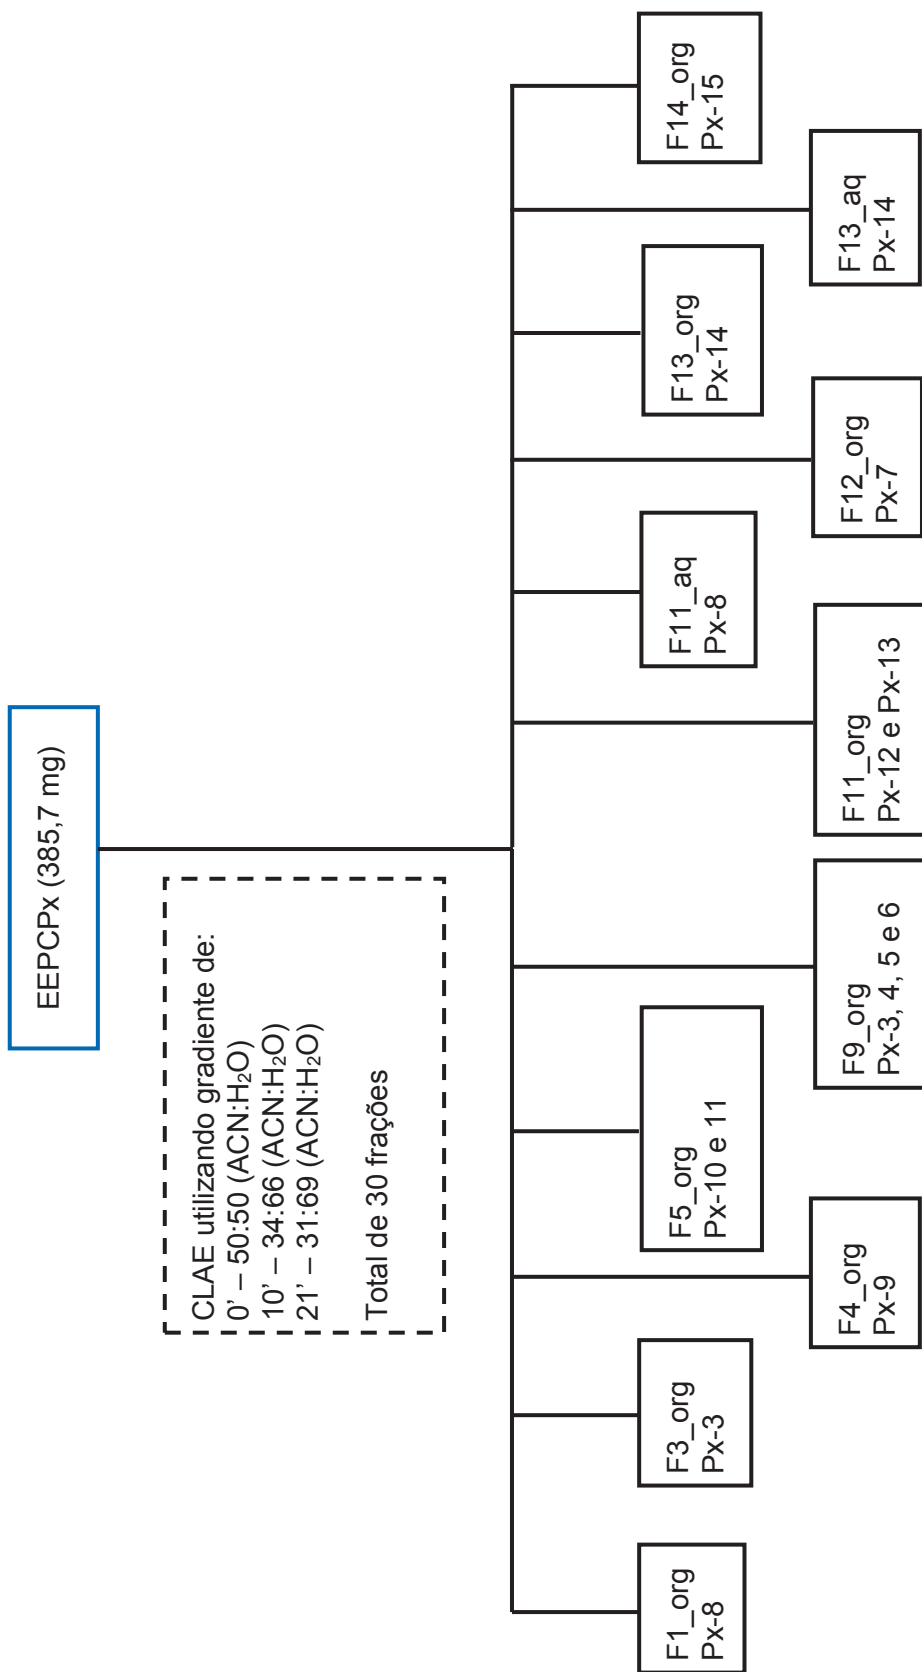 EEPCPx (385,7 mg)
CLAE utilizando gradiente de:
0’ – 50:50 (ACN:H₂O)
10’ – 34:66 (ACN:H₂O)
21’ – 31:69 (ACN:H₂O)
Total de 30 frações
F1_org
Px-8
F3_org
Px-3
F4_org
Px-9
F5_org
Px-10 e 11
F9_org
Px-3, 4, 5 e 6
F11_org
Px-12 e Px-13
F11_aq
Px-8
F12_org
Px-7
F13_org
Px-14
F13_aq
Px-14
F14_org
Px-15